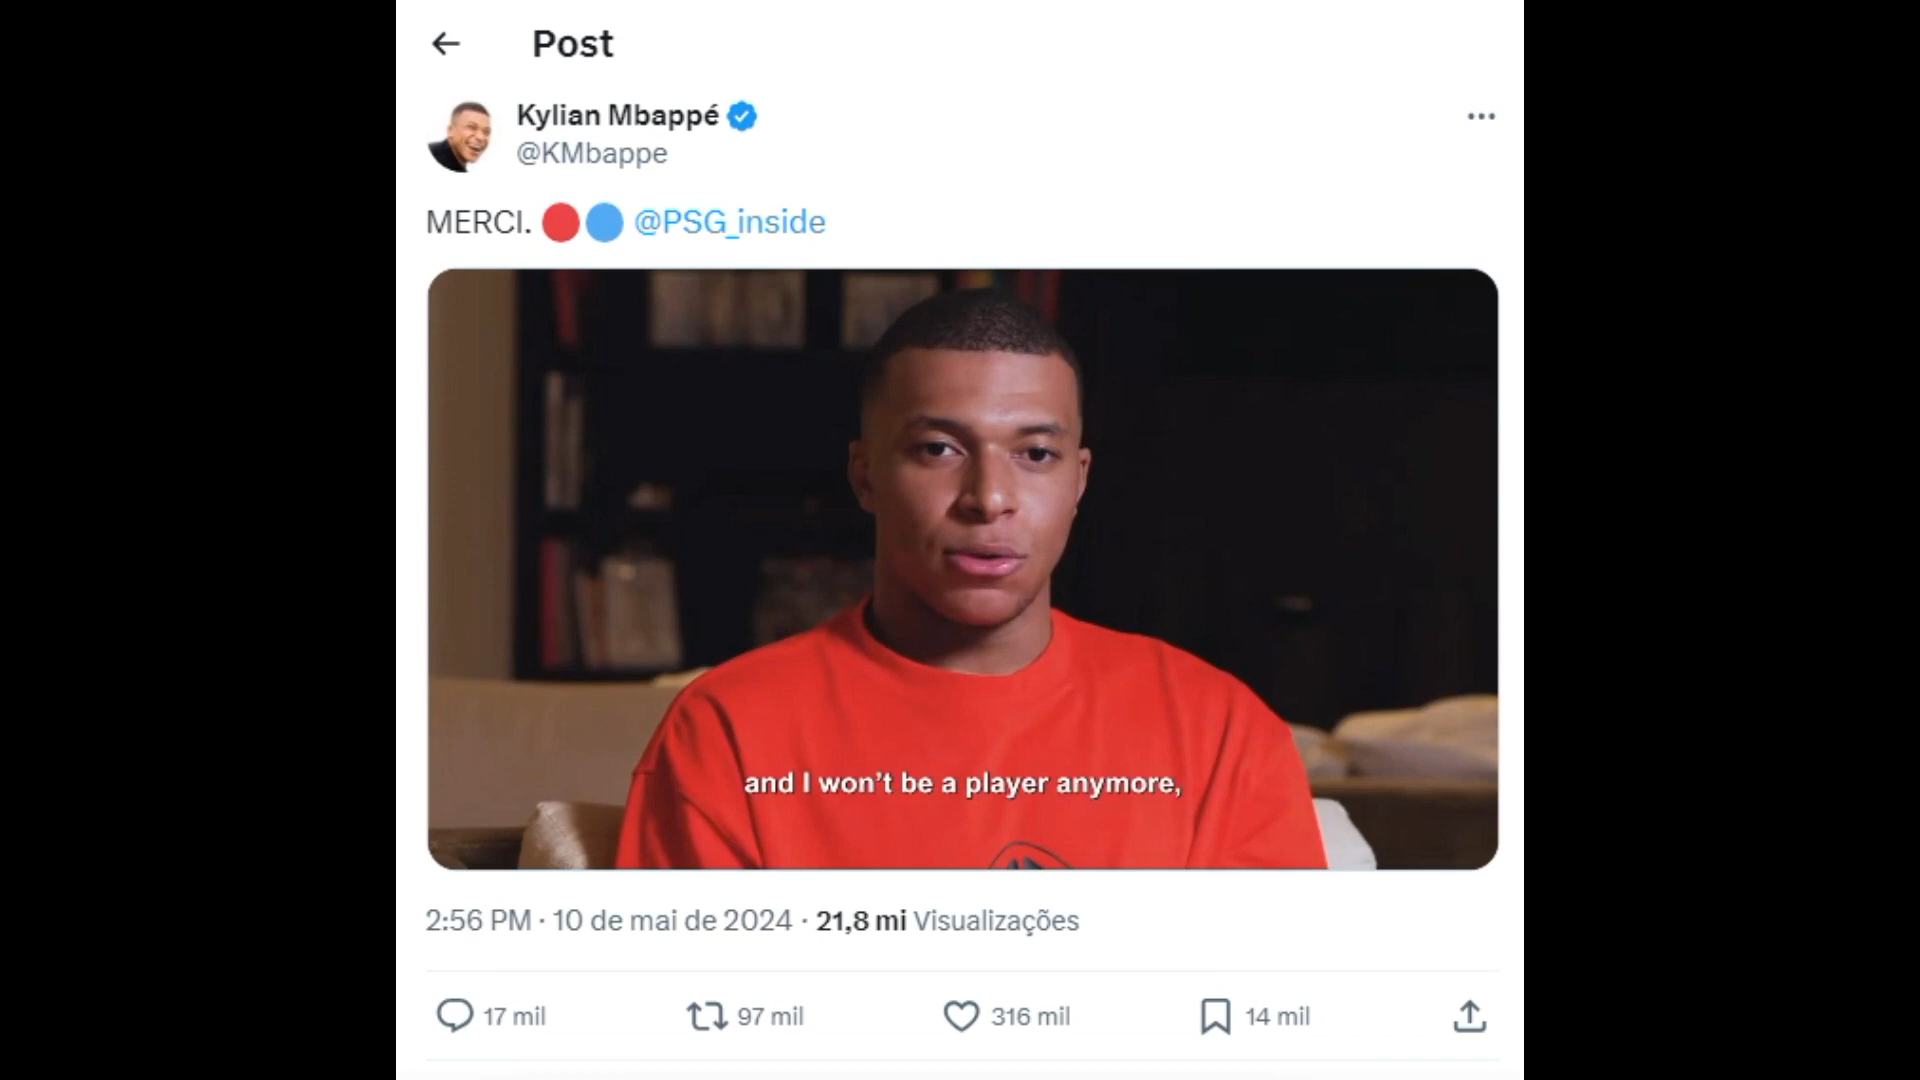 Post
Kylian Mbappé
@KMbappe
MERCI. 🔴🔵 @PSG_inside
and I won't be a player anymore,
2:56 PM · 10 de mai de 2024 · 21,8 mi Visualizações
17 mil 97 mil 316 mil 14 mil